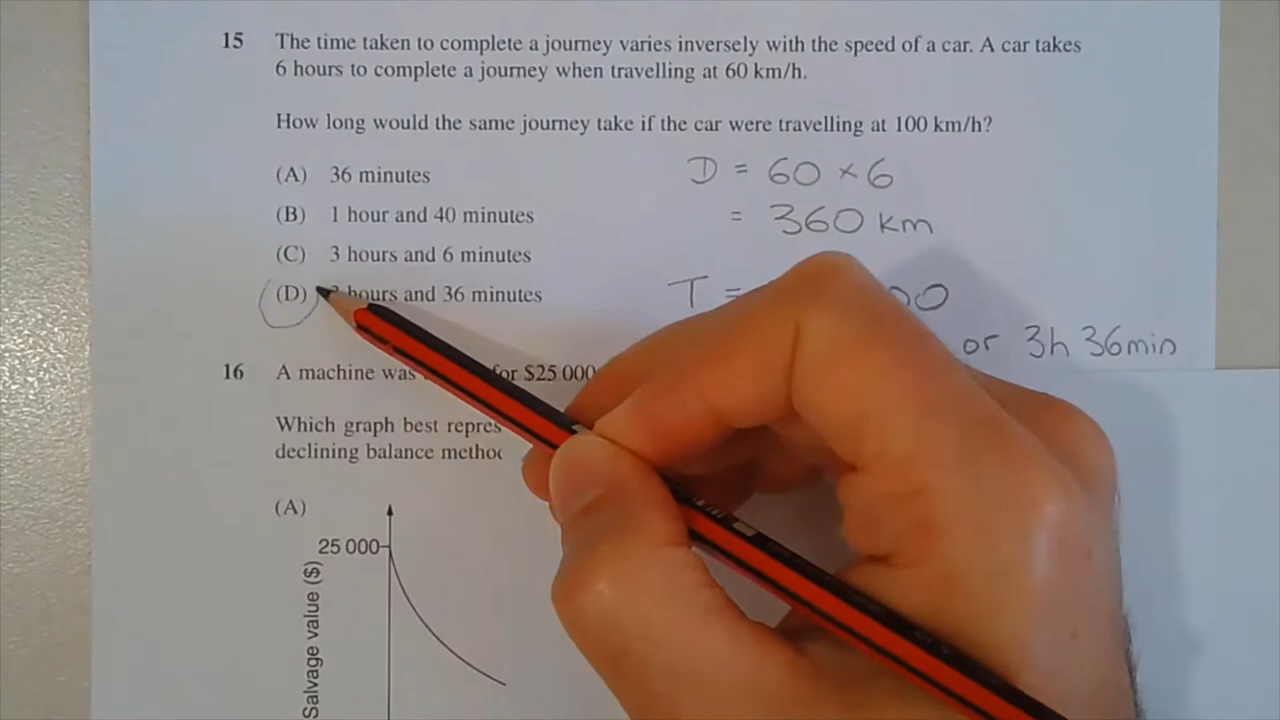 15 The time taken to complete a journey varies inversely with the speed of a car. A car takes
6 hours to complete a journey when travelling at 60 km/h.
How long would the same journey take if the car were travelling at 100 km/h?
(A) 36 minutes
(B) 1 hour and 40 minutes
(C) 3 hours and 6 minutes
(D) hours and 36 minutes
D = 60 × 6
= 360 km
T =
or 3h 36min
16 A machine was for $25 000
Which graph best
declining balance
(A)
25 000
Salvage value ($)